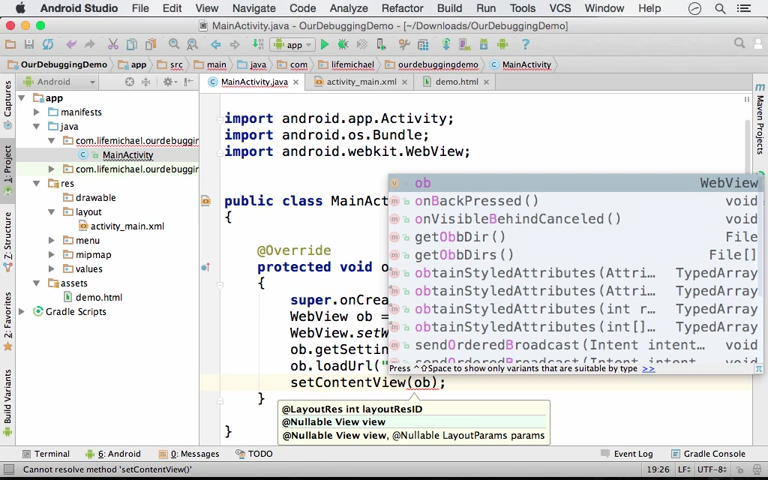 Android Studio File Edit View Navigate Code Analyze Refactor Build Run Tools VCS Window Help
MainActivity.java - OurDebuggingDemo - [~/Downloads/OurDebuggingDemo]
app
OurDebuggingDemo app src main java com lifemichael ourdebuggingdemo MainActivity
Android
MainActivity.java activity_main.xml demo.html
app
manifests
java
com.lifemichael.ourdebugging
MainActivity
com.lifemichael.ourdebugging
res
drawable
layout
activity_main.xml
menu
mipmap
values
assets
demo.html
Gradle Scripts
Captures
1: Project
7: Structure
2: Favorites
Build Variants
Maven Projects
import android.app.Activity;
import android.os.Bundle;
import android.webkit.WebView;
public class MainAct
{
@Override
protected void o
{
super.onCrea
WebView ob =
WebView.setW
ob.getSettin
ob.loadUrl("
setContentView(ob);
}
}
ob WebView
onBackPressed() void
onVisibleBehindCanceled() void
getObbDir() File
getObbDirs() File[]
obtainStyledAttributes(Attri... TypedArray
obtainStyledAttributes(Attri... TypedArray
obtainStyledAttributes(int r... TypedArray
obtainStyledAttributes(int[]... TypedArray
sendOrderedBroadcast(Intent intent... void
Press ^⇧Space to show only variants that are suitable by type >>
@LayoutRes int layoutResID
@Nullable View view
@Nullable View view, @Nullable LayoutParams params
Terminal 6: Android 0: Messages TODO Event Log Gradle Console
Cannot resolve method 'setContentView()' 19:26 LF÷ UTF-8÷